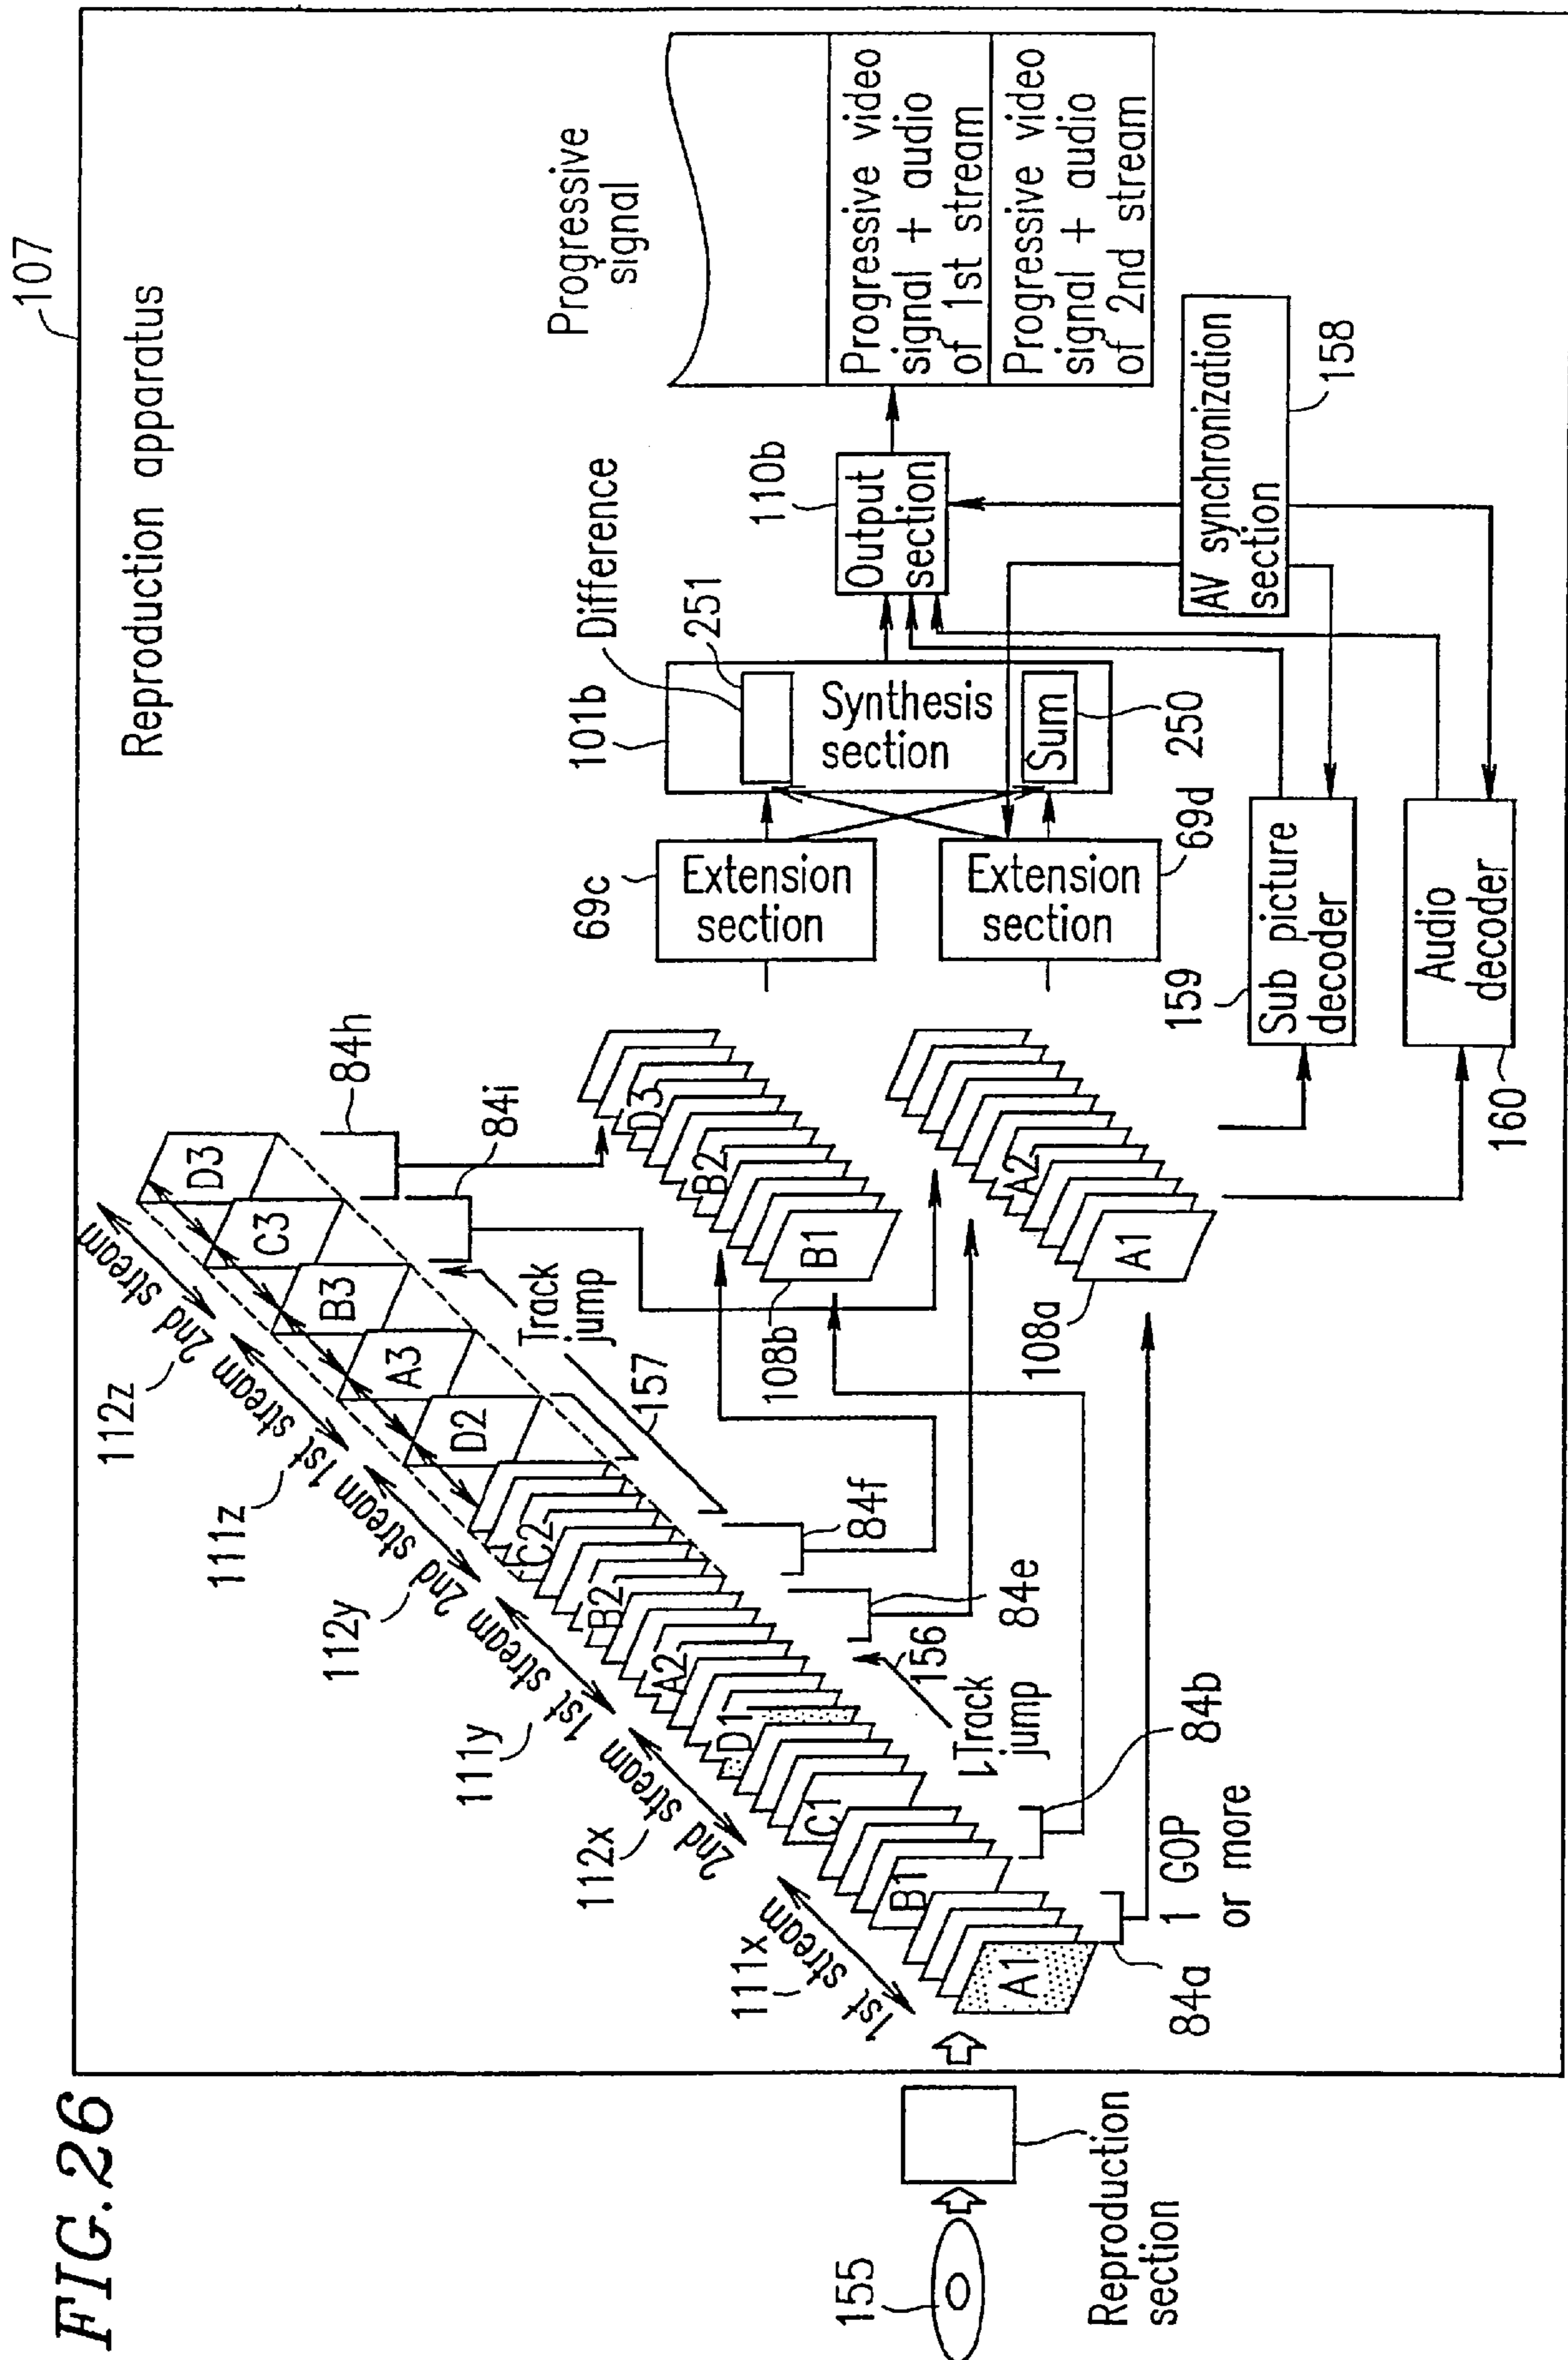 FIG.26
107
Reproduction apparatus
155
Reproduction
section
1st stream
111x
2nd stream
112x
1st stream
111y
2nd stream
112y
1st stream
111z
2nd stream
112z
A1
B1
C1
D1
A2
B2
C2
D2
A3
B3
C3
D3
84a
1 GOP
or more
84b
Track
jump
156
84e
84f
157
Track
jump
84i
84h
108b
B1
B2
D3
108a
A1
A2
69c
Extension
section
69d
Extension
section
159
Sub picture
decoder
160
Audio
decoder
101b
251
Difference
Synthesis
section
Sum
250
110b
Output
section
AV synchronization
section
158
Progressive
signal
Progressive video
signal + audio
of 1st stream
Progressive video
signal + audio
of 2nd stream